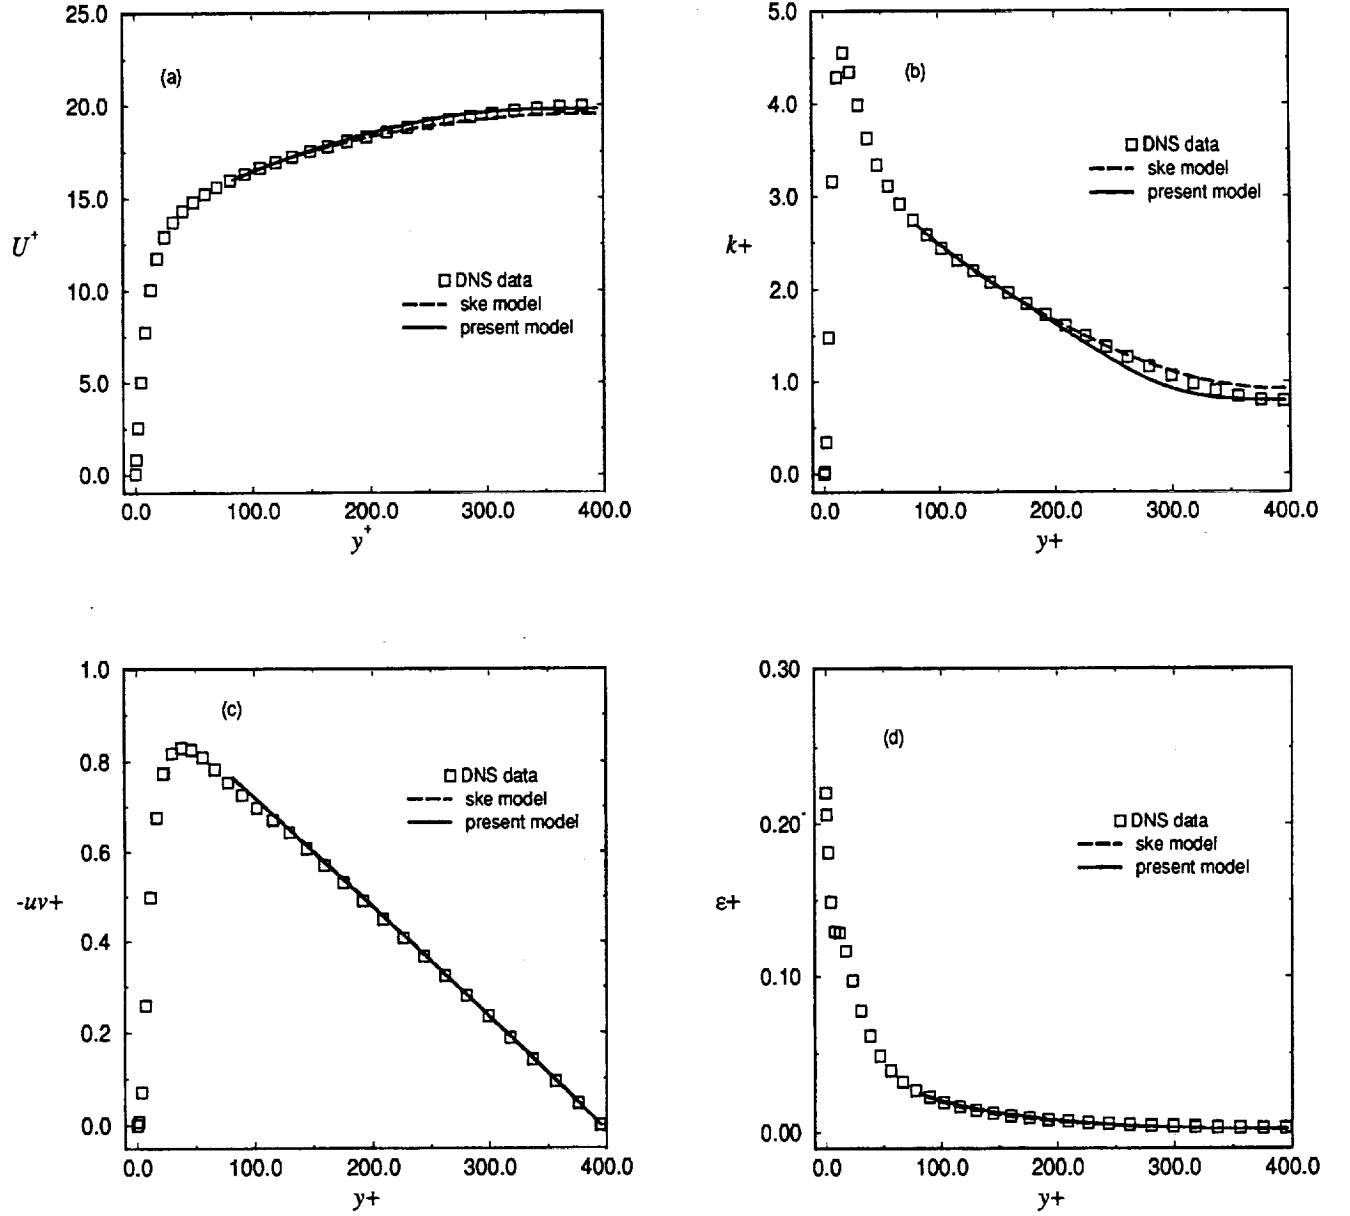 25.0
(a)
20.0
15.0
U+
10.0
5.0
0.0
DNS data
ske model
present model
0.0 100.0 200.0 300.0 400.0
y+
5.0
(b)
4.0
3.0
k+
2.0
1.0
0.0
DNS data
ske model
present model
0.0 100.0 200.0 300.0 400.0
y+
1.0
(c)
0.8
0.6
-uv+
0.4
0.2
0.0
DNS data
ske model
present model
0.0 100.0 200.0 300.0 400.0
y+
0.30
(d)
0.20
ε+
0.10
0.00
DNS data
ske model
present model
0.0 100.0 200.0 300.0 400.0
y+